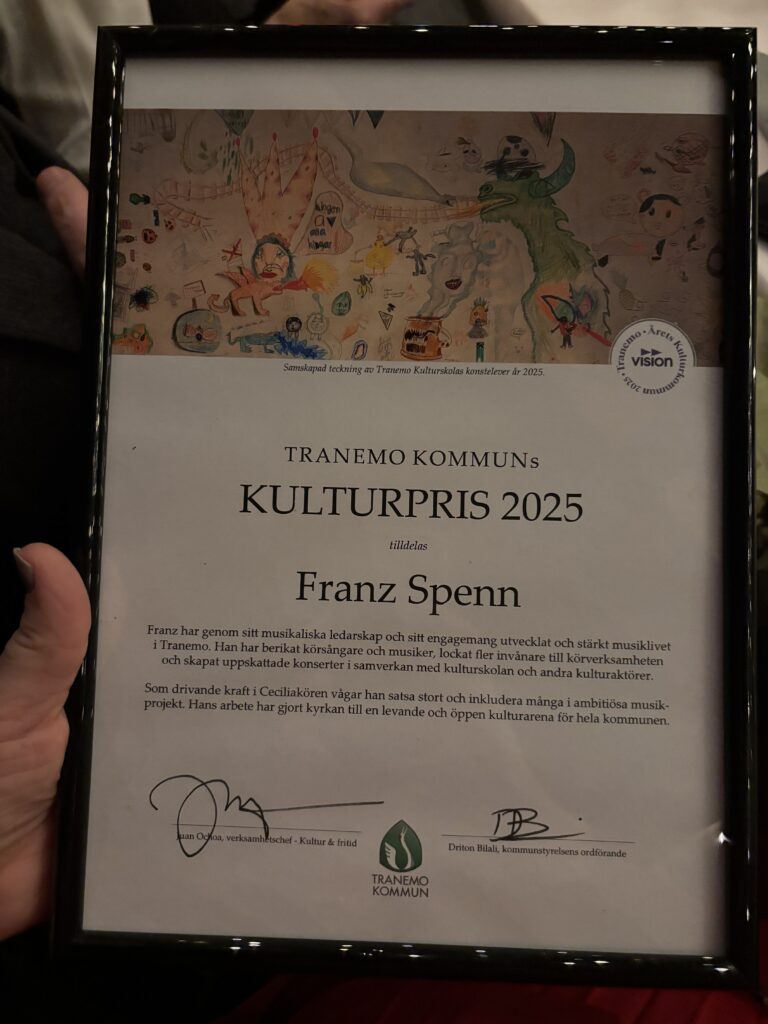 Kungen
alla
kungar
Tranemo • Årets Kulturkommun 2025 •
vision
Samskapad teckning av Tranemo Kulturskolas konstelever år 2025.
TRANEMO KOMMUNs
KULTURPRIS 2025
tilldelas
Franz Spenn
Franz har genom sitt musikaliska ledarskap och sitt engagemang utvecklat och stärkt musiklivet
i Tranemo. Han har berikat körsångare och musiker, lockat fler invånare till körverksamheten
och skapat uppskattade konserter i samverkan med kulturskolan och andra kulturaktörer.
Som drivande kraft i Ceciliakören vågar han satsa stort och inkludera många i ambitiösa musik-
projekt. Hans arbete har gjort kyrkan till en levande och öppen kulturarena för hela kommunen.
Juan Ochoa, verksamhetschef - Kultur & fritid
Driton Bilali, kommunstyrelsens ordförande
TRANEMO
KOMMUN